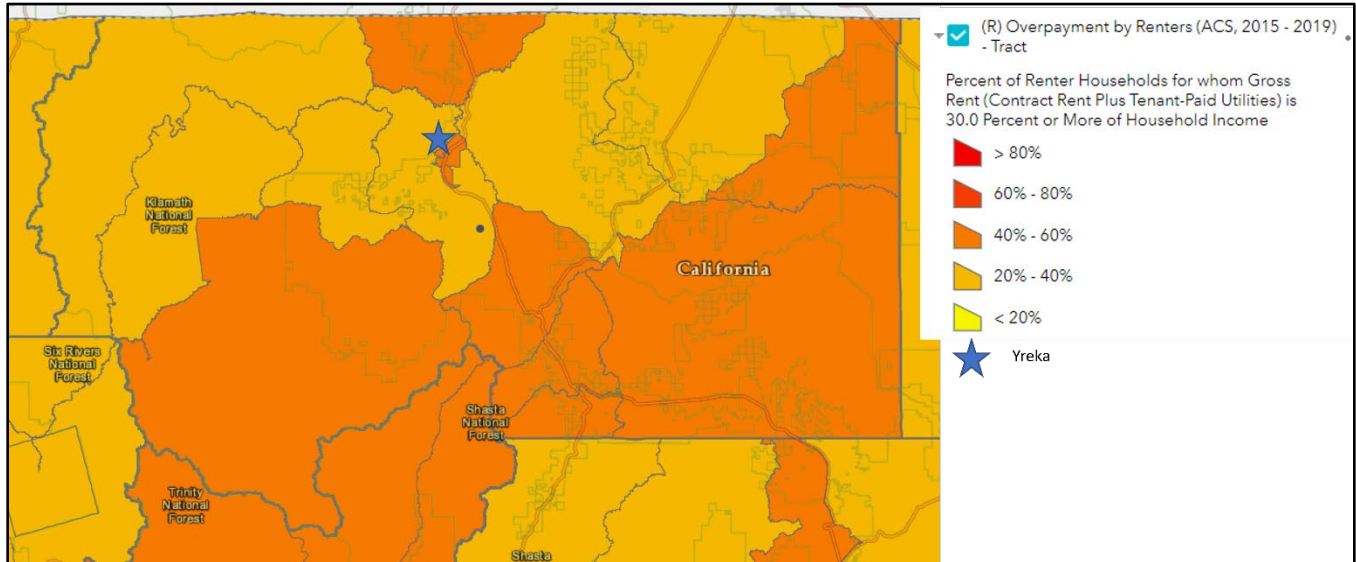 (R) Overpayment by Renters (ACS, 2015 - 2019)
- Tract
Percent of Renter Households for whom Gross
Rent (Contract Rent Plus Tenant-Paid Utilities) is
30.0 Percent or More of Household Income
> 80%
60% - 80%
40% - 60%
20% - 40%
< 20%
Yreka
Klamath
National
Forest
California
Six Rivers
National
Forest
Shasta
National
Forest
Trinity
National
Forest
Shasta